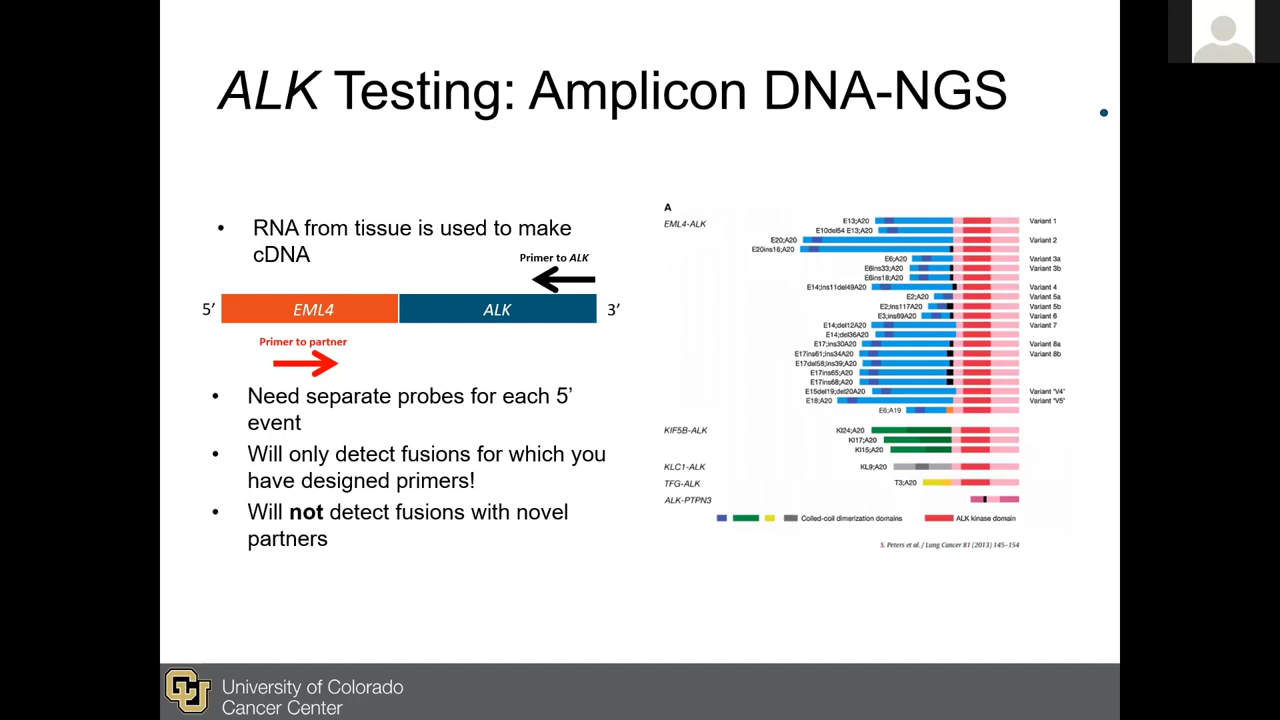 ALK Testing: Amplicon DNA-NGS
• RNA from tissue is used to make
cDNA
Primer to ALK
5’ EML4 ALK 3’
Primer to partner
• Need separate probes for each 5’
event
• Will only detect fusions for which you
have designed primers!
• Will not detect fusions with novel
partners
A
EML4-ALK
E13;A20 Variant 1
E10del54 E13;A20
E20;A20 Variant 2
E20ins18;A20
E6;A20 Variant 3a
E6ins33;A20 Variant 3b
E6ins18;A20
E14;ins11del49A20 Variant 4
E2;A20 Variant 5a
E2;ins117A20 Variant 5b
E3;ins69A20 Variant 6
E14;del12A20 Variant 7
E14;del36A20
E17;ins30A20 Variant 8a
E17ins61;ins34A20 Variant 8b
E17del58;ins39;A20
E17ins65;A20
E17ins68;A20
E15del19;del20A20 Variant “V4”
E18;A20 Variant “V5”
E6;A19
KIF5B-ALK KI24;A20
KI17;A20
KI15;A20
KLC1-ALK KL9;A20
TFG-ALK T3;A20
ALK-PTPN3
Coiled-coil dimerization domains ALK kinase domain
S. Peters et al. / Lung Cancer 81 (2013) 145–154
CU
University of Colorado
Cancer Center